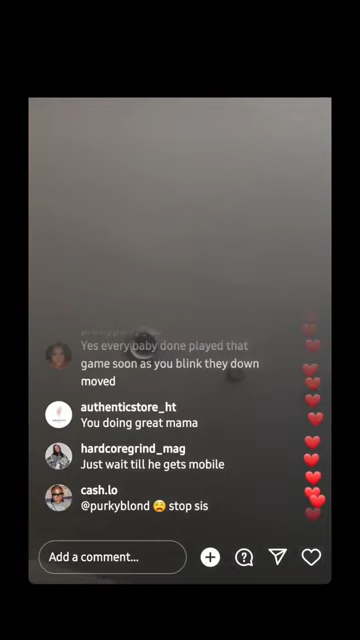 Yes every baby done played that
game soon as you blink they down
moved
authenticstore_ht
You doing great mama
hardcoregrind_mag
Just wait till he gets mobile
cash.lo
@purkyblond 😩 stop sis
Add a comment...